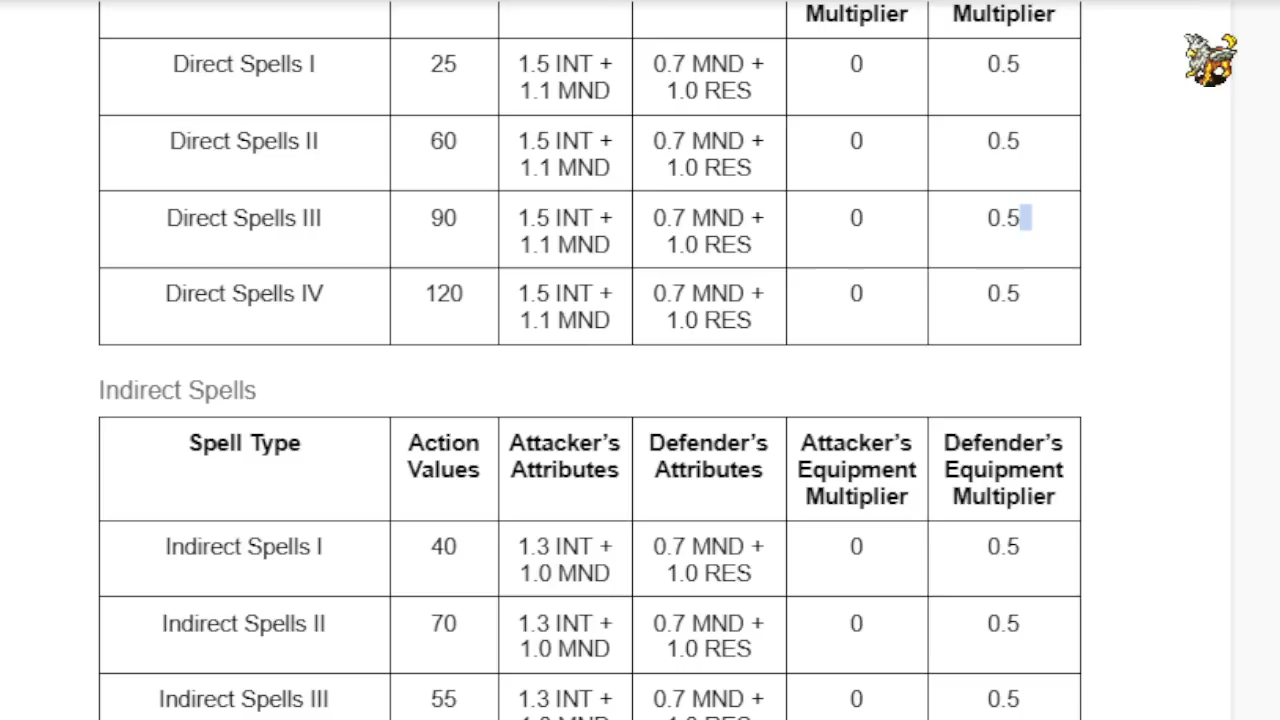 Multiplier Multiplier
Direct Spells I 25 1.5 INT + 0.7 MND + 0 0.5
1.1 MND 1.0 RES
Direct Spells II 60 1.5 INT + 0.7 MND + 0 0.5
1.1 MND 1.0 RES
Direct Spells III 90 1.5 INT + 0.7 MND + 0 0.5
1.1 MND 1.0 RES
Direct Spells IV 120 1.5 INT + 0.7 MND + 0 0.5
1.1 MND 1.0 RES
Indirect Spells
Spell Type Action Attacker’s Defender’s Attacker’s Defender’s
Values Attributes Attributes Equipment Equipment
Multiplier Multiplier
Indirect Spells I 40 1.3 INT + 0.7 MND + 0 0.5
1.0 MND 1.0 RES
Indirect Spells II 70 1.3 INT + 0.7 MND + 0 0.5
1.0 MND 1.0 RES
Indirect Spells III 55 1.3 INT + 0.7 MND + 0 0.5